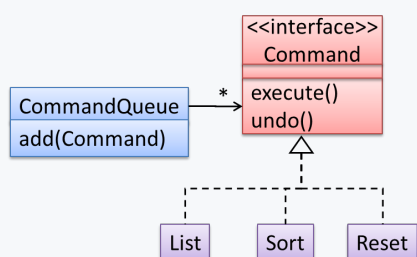 <<interface>>
Command
CommandQueue
*
execute()
add(Command)
undo()
List
Sort
Reset